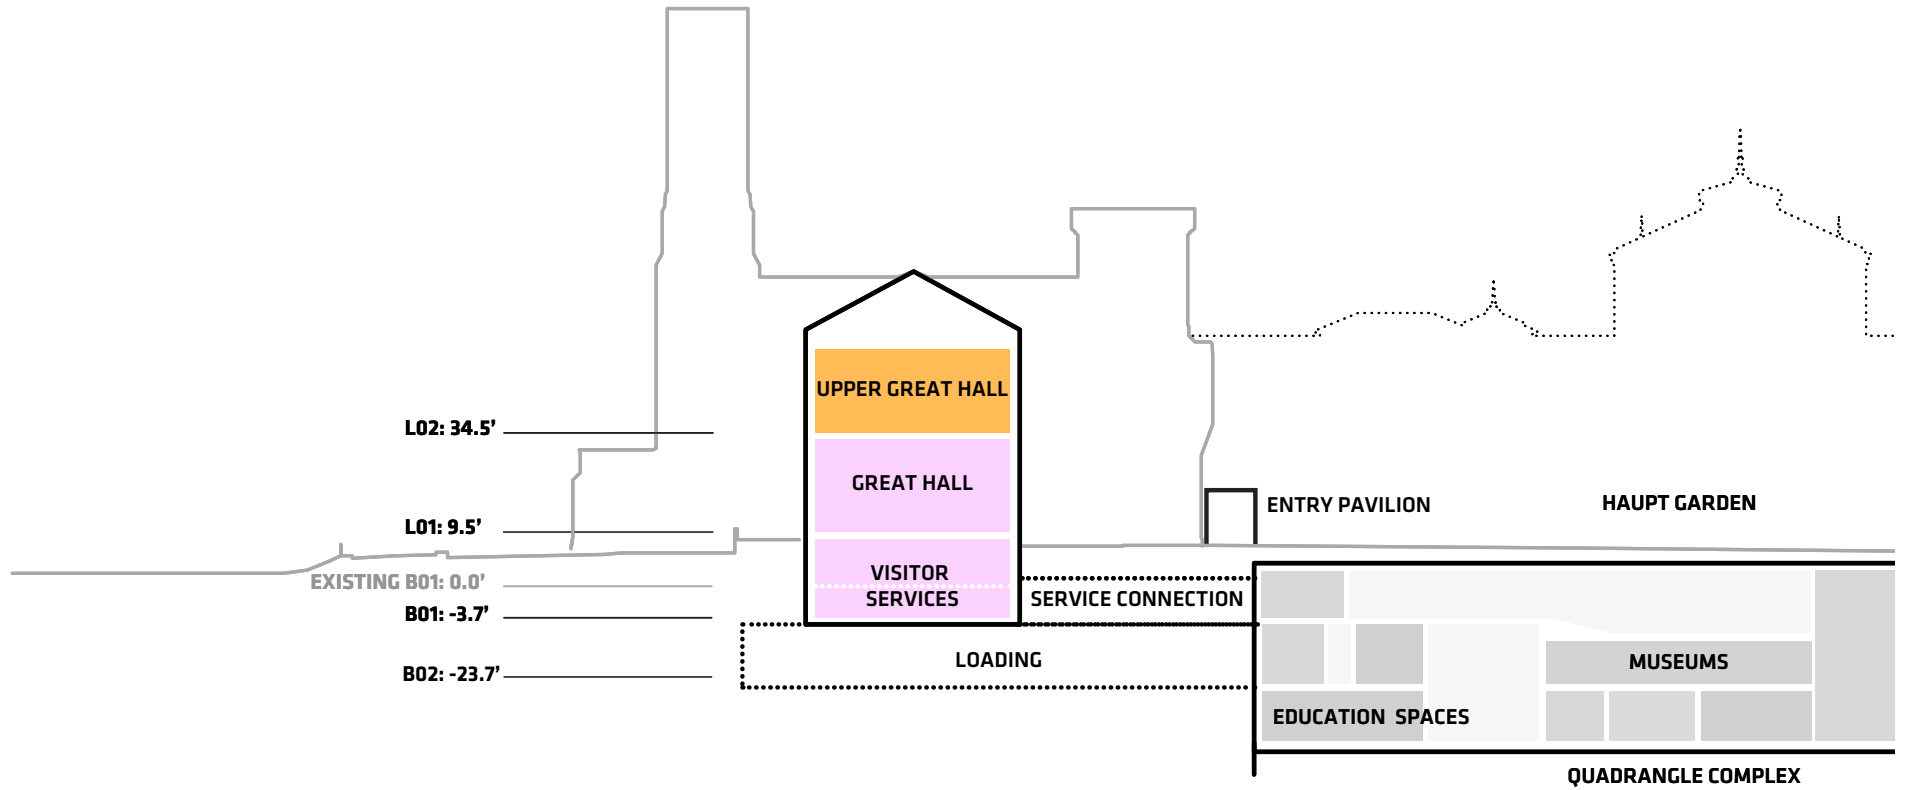 UPPER GREAT HALL
L02: 34.5’
GREAT HALL
ENTRY PAVILION
HAUPT GARDEN
L01: 9.5’
EXISTING B01: 0.0’
VISITOR
SERVICES
SERVICE CONNECTION
B01: -3.7’
LOADING
MUSEUMS
B02: -23.7’
EDUCATION SPACES
QUADRANGLE COMPLEX